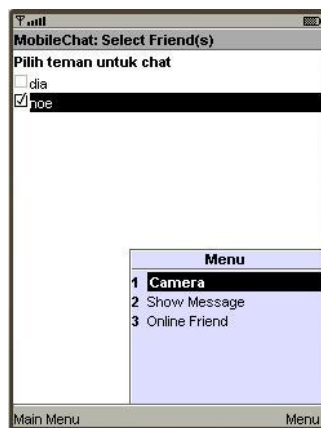 MobileChat: Select Friend(s)
Pilih teman untuk chat
dia
noe
Menu
1 Camera
2 Show Message
3 Online Friend
Main Menu Menu